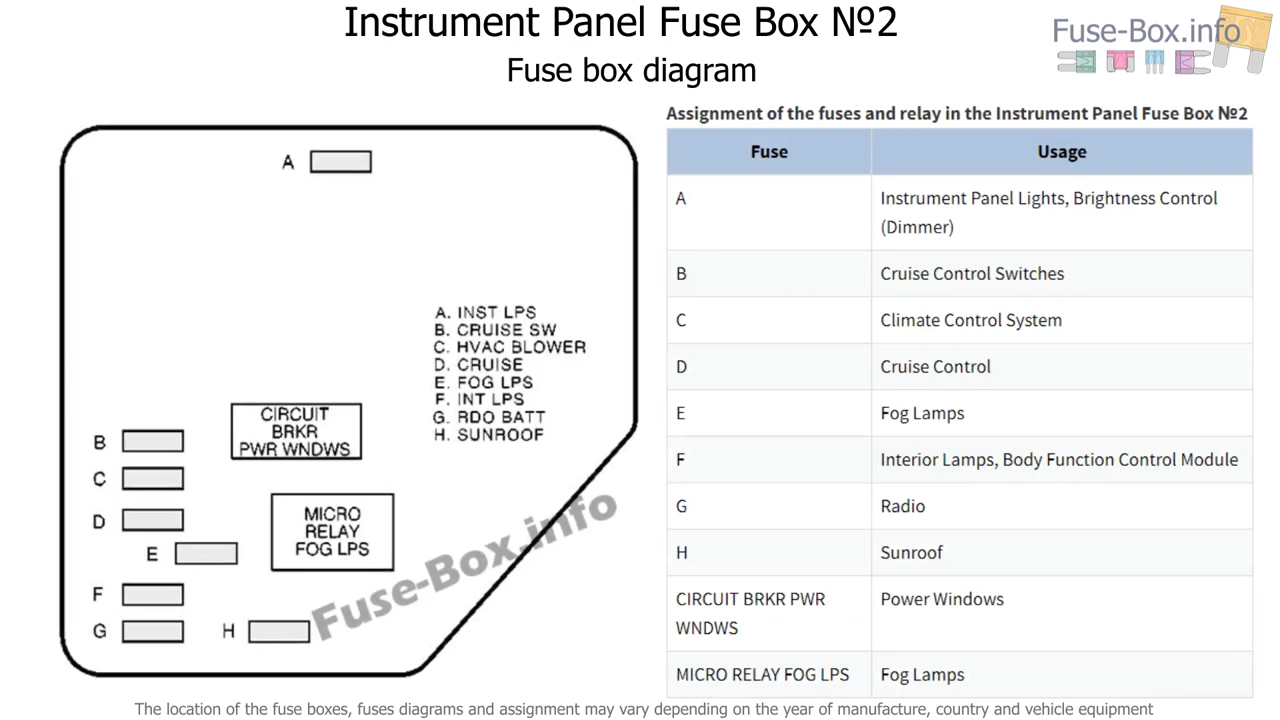 Instrument Panel Fuse Box №2
Fuse box diagram
Fuse-Box.info
A
A. INST LPS
B. CRUISE SW
C. HVAC BLOWER
D. CRUISE
E. FOG LPS
F. INT LPS
G. RDO BATT
H. SUNROOF
CIRCUIT
BRKR
PWR WNDWS
B
C
D
E
F
G
H
MICRO
RELAY
FOG LPS
Fuse-Box.info
Assignment of the fuses and relay in the Instrument Panel Fuse Box №2
Fuse Usage
A Instrument Panel Lights, Brightness Control
(Dimmer)
B Cruise Control Switches
C Climate Control System
D Cruise Control
E Fog Lamps
F Interior Lamps, Body Function Control Module
G Radio
H Sunroof
CIRCUIT BRKR PWR Power Windows
WNDWS
MICRO RELAY FOG LPS Fog Lamps
The location of the fuse boxes, fuses diagrams and assignment may vary depending on the year of manufacture, country and vehicle equipment